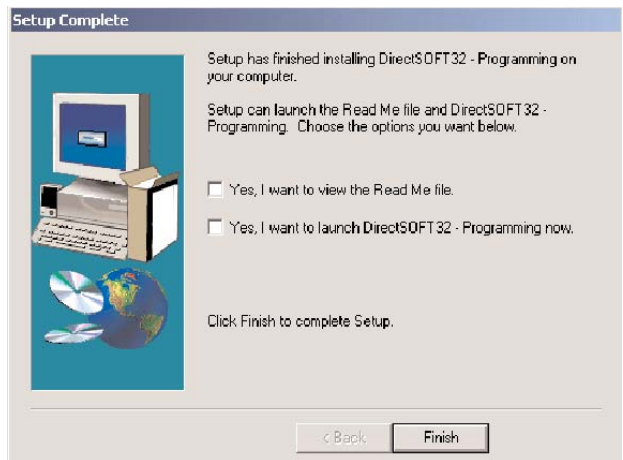 Setup Complete
Setup has finished installing DirectSOFT32 - Programming on
your computer.
Setup can launch the Read Me file and DirectSOFT32 -
Programming. Choose the options you want below.
Yes, I want to view the Read Me file.
Yes, I want to launch DirectSOFT32 - Programming now.
Click Finish to complete Setup.
< Back Finish